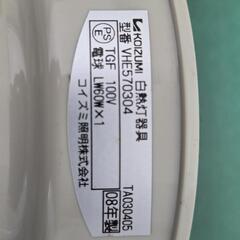 KOIZUMI 白熱灯器具
型番 VHE570304
PS E TGF 100V
電球 LW60W×1
コイズミ照明株式会社
TA030405
08年製